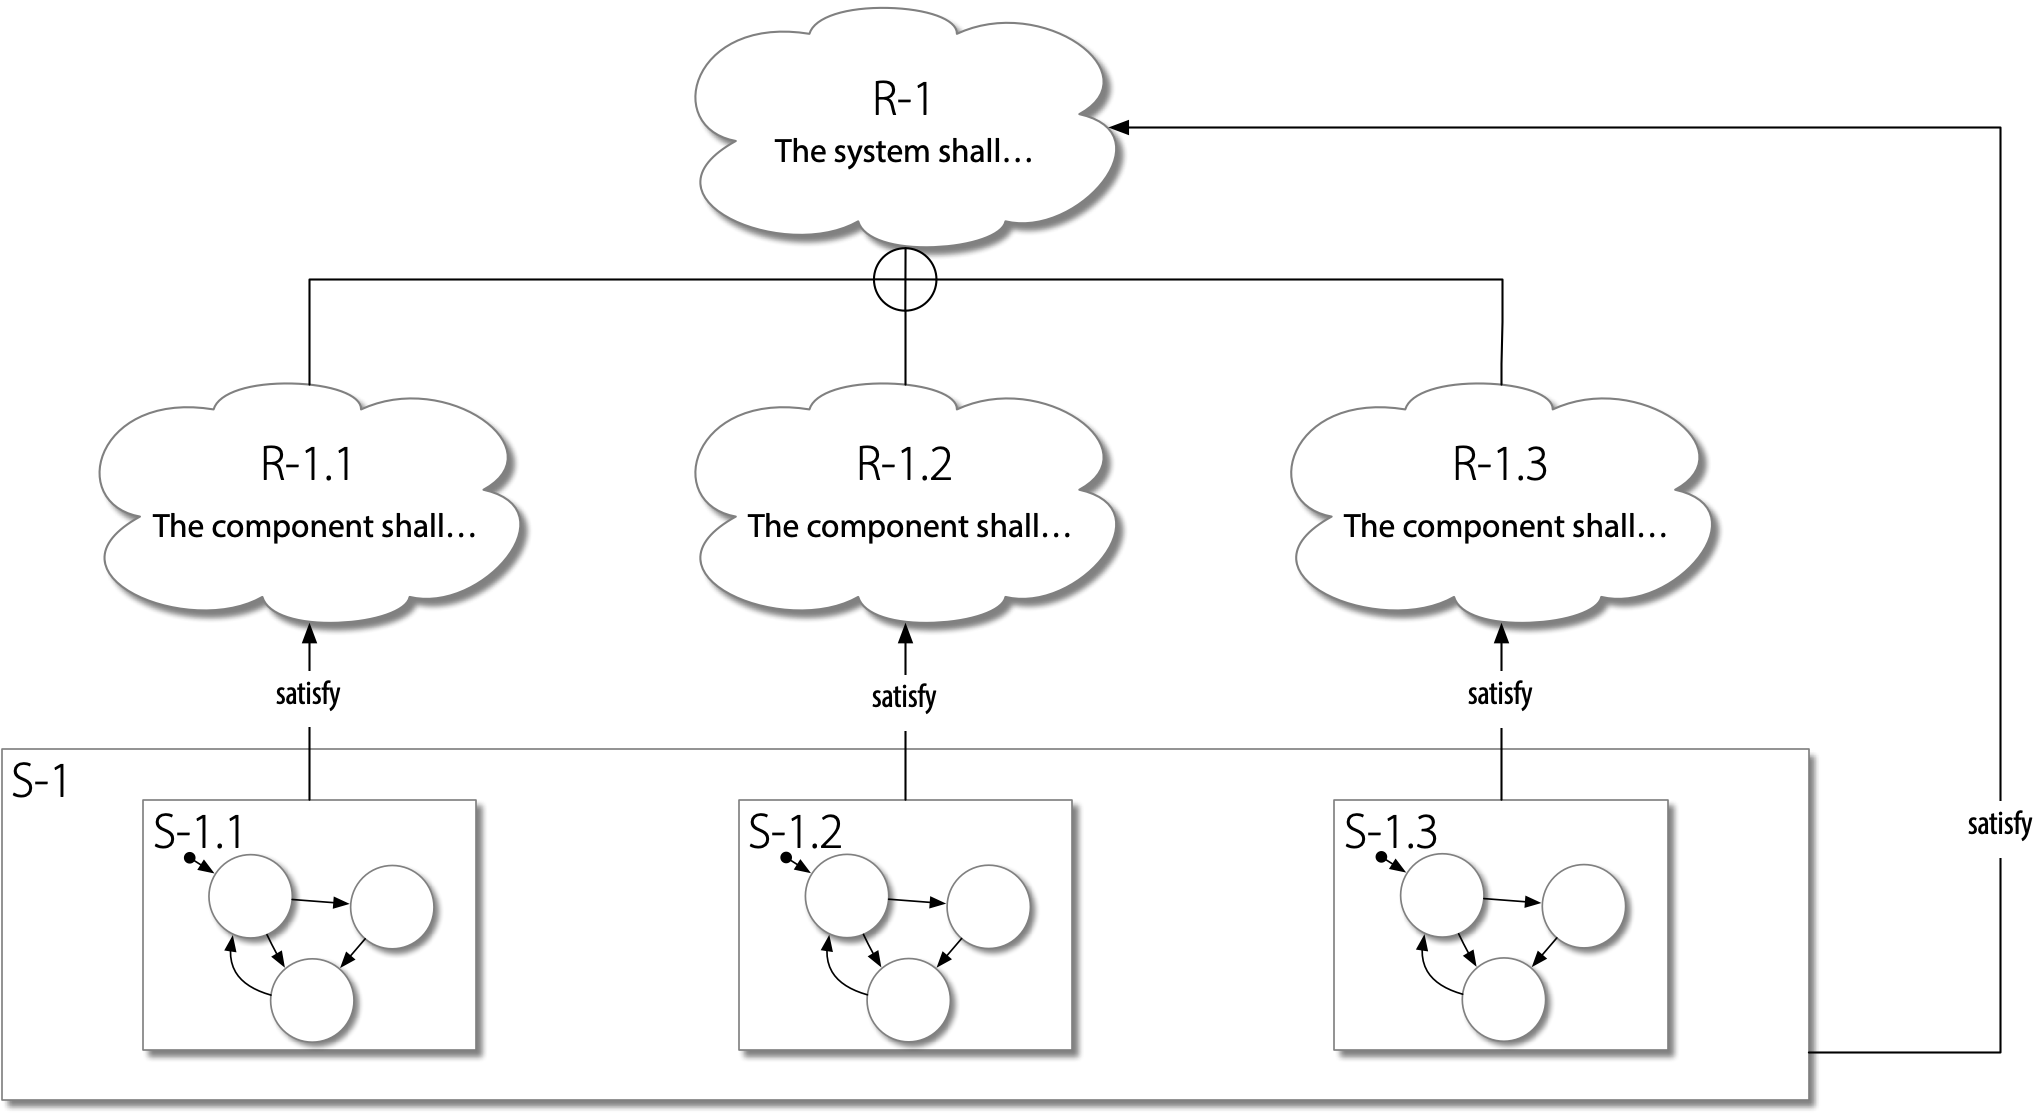 R-1
The system shall…
R-1.1
The component shall…
R-1.2
The component shall…
R-1.3
The component shall…
satisfy
satisfy
satisfy
S-1
S-1.1
S-1.2
S-1.3
satisfy